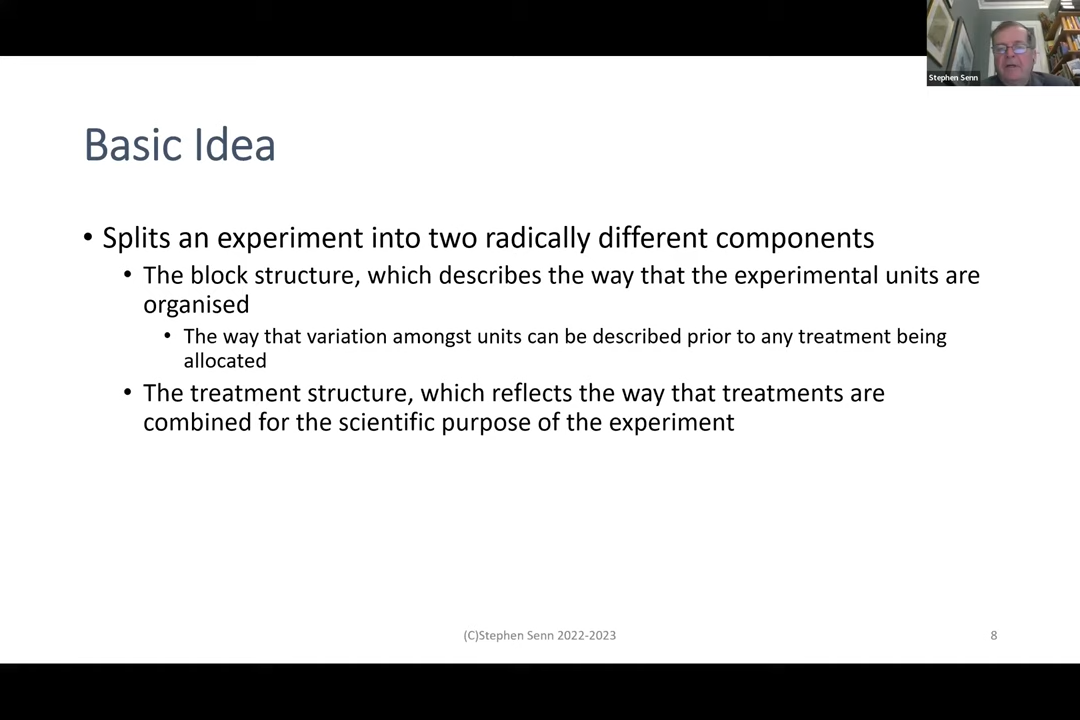 Stephen Senn
Basic Idea
• Splits an experiment into two radically different components
• The block structure, which describes the way that the experimental units are
organised
• The way that variation amongst units can be described prior to any treatment being
allocated
• The treatment structure, which reflects the way that treatments are
combined for the scientific purpose of the experiment
(C)Stephen Senn 2022-2023
8